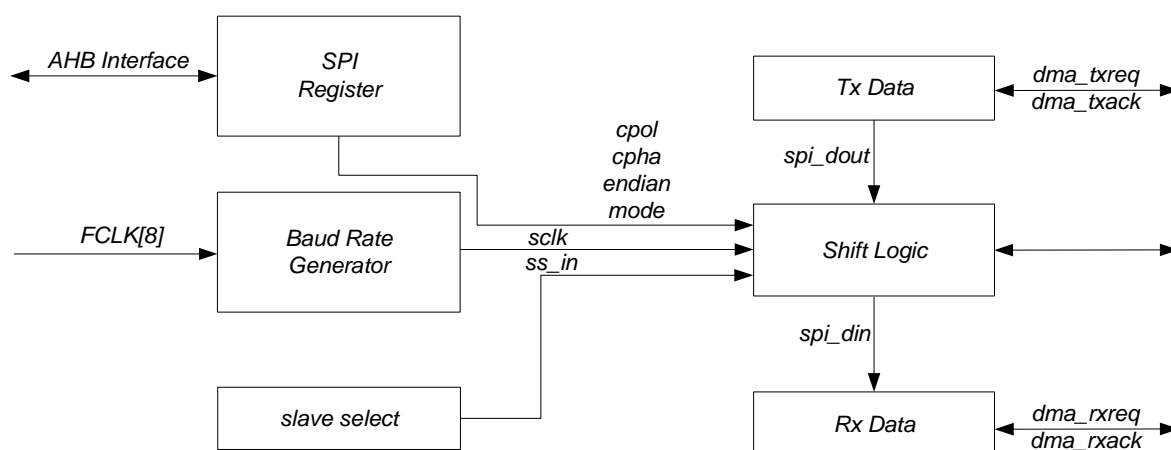 AHB Interface
SPI
Register
Tx Data
dma_txreq
dma_txack
cpol
cpha
endian
mode
spi_dout
FCLK[8]
Baud Rate
Generator
sclk
ss_in
Shift Logic
spi_din
slave select
Rx Data
dma_rxreq
dma_rxack